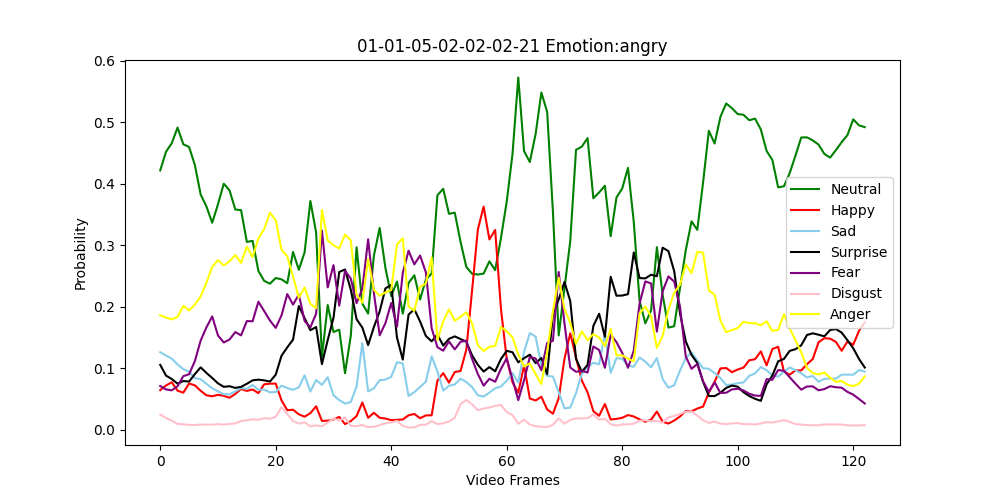 01-01-05-02-02-02-21 Emotion:angry
Probability
0.6
0.5
0.4
0.3
0.2
0.1
0.0
Neutral
Happy
Sad
Surprise
Fear
Disgust
Anger
0 20 40 60 80 100 120
Video Frames